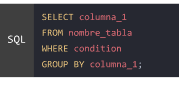 SQL
SELECT columna_1
FROM nombre_tabla
WHERE condition
GROUP BY columna_1;